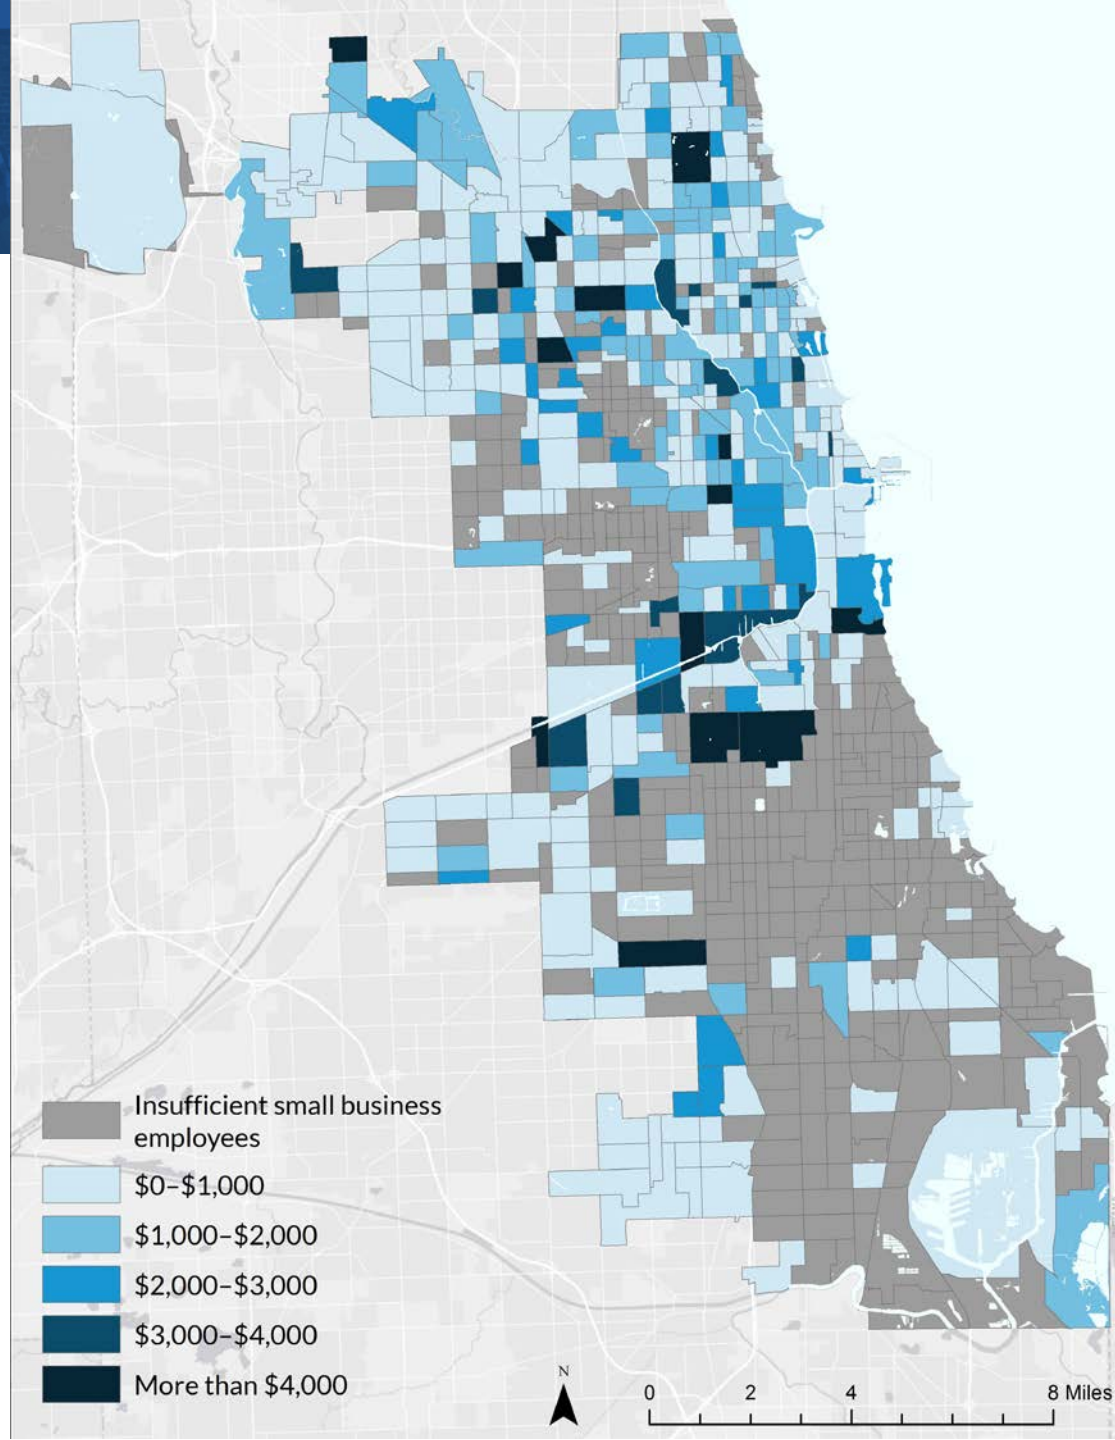 Insufficient small business
employees
$0–$1,000
$1,000–$2,000
$2,000–$3,000
$3,000–$4,000
More than $4,000
N
0 2 4 8 Miles